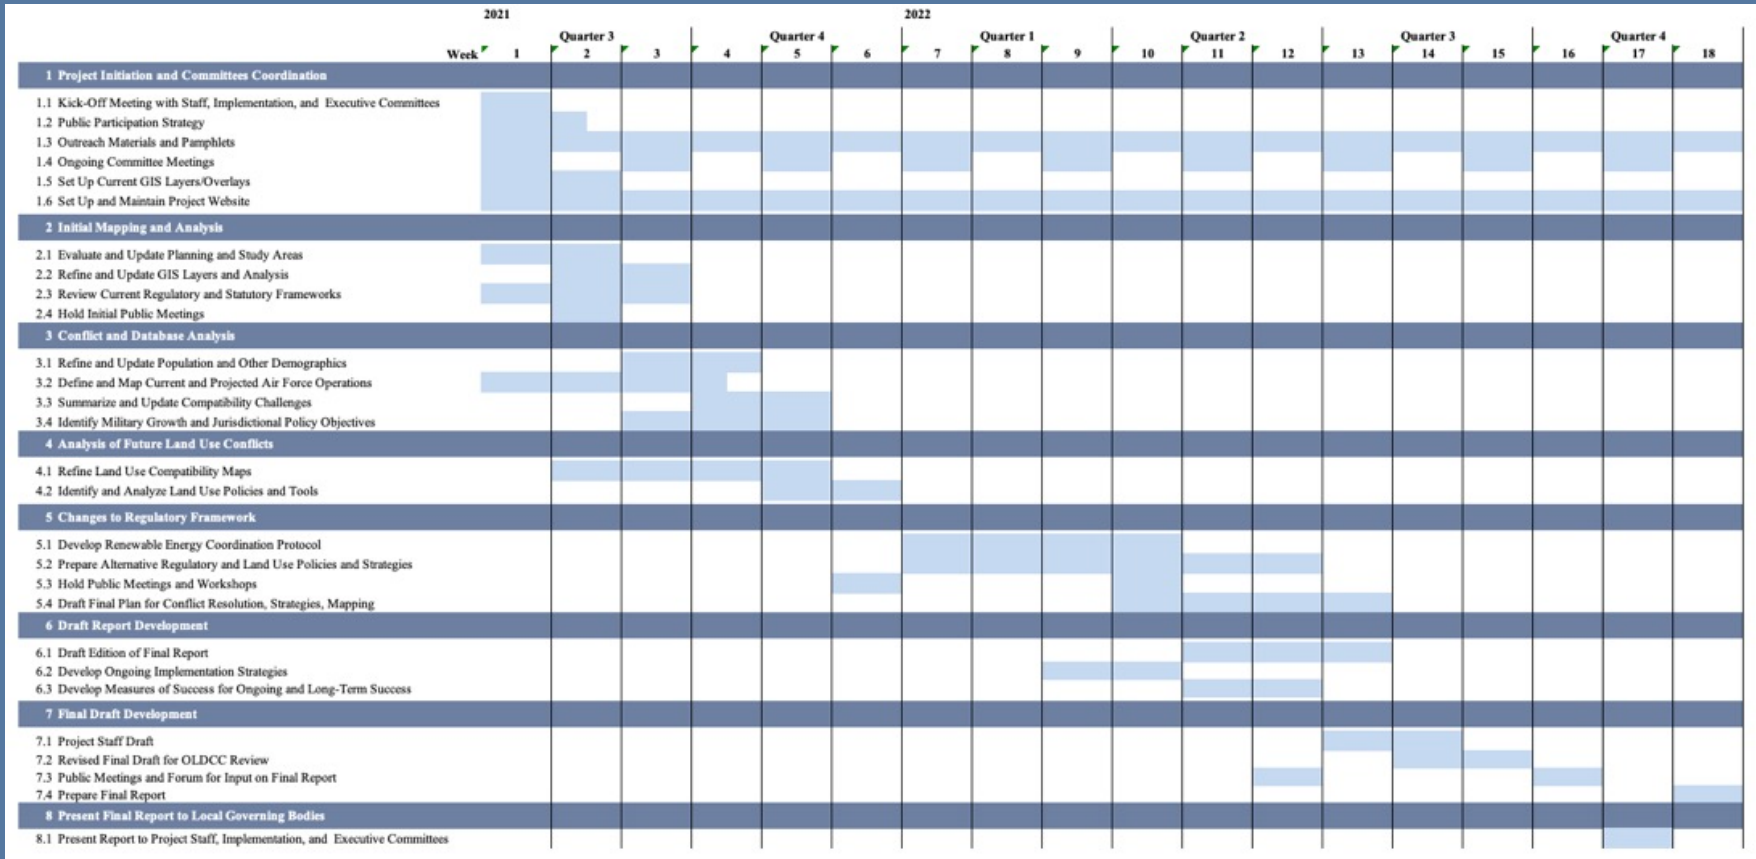 2021 2022
Quarter 3 Quarter 4 Quarter 1 Quarter 2 Quarter 3 Quarter 4
Week 1 2 3 4 5 6 7 8 9 10 11 12 13 14 15 16 17 18
1 Project Initiation and Committees Coordination
1.1 Kick-Off Meeting with Staff, Implementation, and Executive Committees
1.2 Public Participation Strategy
1.3 Outreach Materials and Pamphlets
1.4 Ongoing Committee Meetings
1.5 Set Up Current GIS Layers/Overlays
1.6 Set Up and Maintain Project Website
2 Initial Mapping and Analysis
2.1 Evaluate and Update Planning and Study Areas
2.2 Refine and Update GIS Layers and Analysis
2.3 Review Current Regulatory and Statutory Frameworks
2.4 Hold Initial Public Meetings
3 Conflict and Database Analysis
3.1 Refine and Update Population and Other Demographics
3.2 Define and Map Current and Projected Air Force Operations
3.3 Summarize and Update Compatibility Challenges
3.4 Identify Military Growth and Jurisdictional Policy Objectives
4 Analysis of Future Land Use Conflicts
4.1 Refine Land Use Compatibility Maps
4.2 Identify and Analyze Land Use Policies and Tools
5 Changes to Regulatory Framework
5.1 Develop Renewable Energy Coordination Protocol
5.2 Prepare Alternative Regulatory and Land Use Policies and Strategies
5.3 Hold Public Meetings and Workshops
5.4 Draft Final Plan for Conflict Resolution, Strategies, Mapping
6 Draft Report Development
6.1 Draft Edition of Final Report
6.2 Develop Ongoing Implementation Strategies
6.3 Develop Measures of Success for Ongoing and Long-Term Success
7 Final Draft Development
7.1 Project Staff Draft
7.2 Revised Final Draft for OLDCC Review
7.3 Public Meetings and Forum for Input on Final Report
7.4 Prepare Final Report
8 Present Final Report to Local Governing Bodies
8.1 Present Report to Project Staff, Implementation, and Executive Committees